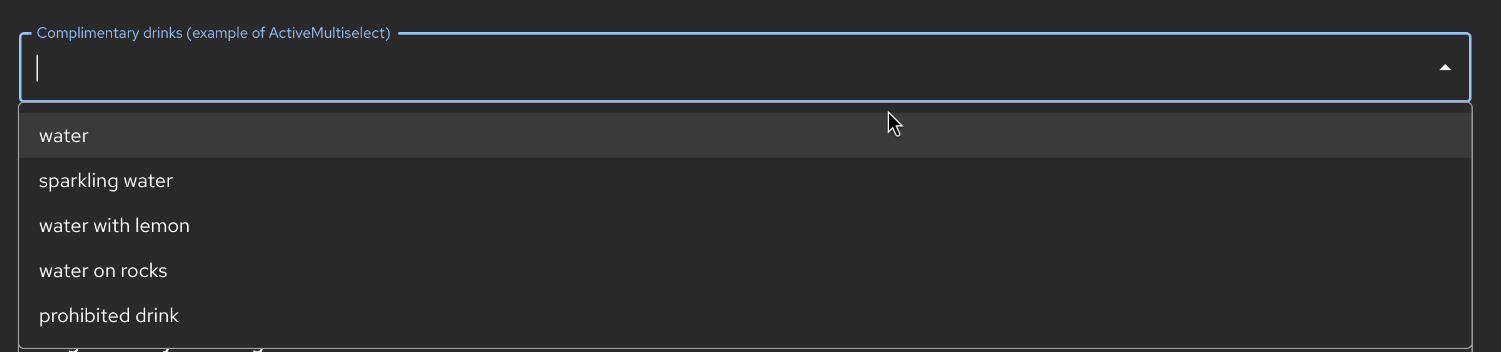 Complimentary drinks (example of ActiveMultiselect)
water
sparkling water
water with lemon
water on rocks
prohibited drink